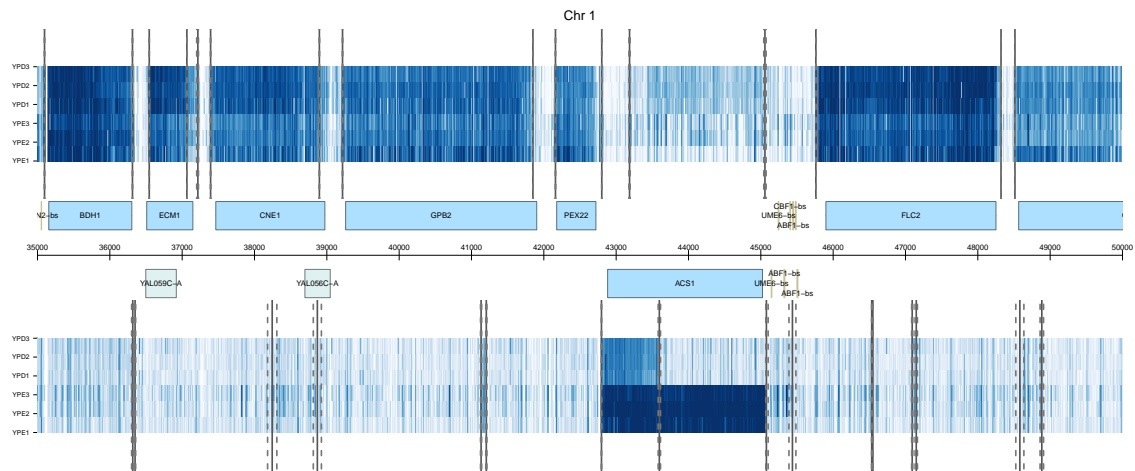 Chr 1
YPD3
YPD2
YPD1
YPE3
YPE2
YPE1
N2-bs
BDH1
ECM1
CNE1
GPB2
PEX22
UME6-bs
CBF1-bs
ABF1-bs
FLC2
35000 36000 37000 38000 39000 40000 41000 42000 43000 44000 45000 46000 47000 48000 49000 50000
YAL059C-A
YAL056C-A
ACS1
UME6-bs
ABF1-bs
ABF1-bs
YPD3
YPD2
YPD1
YPE3
YPE2
YPE1